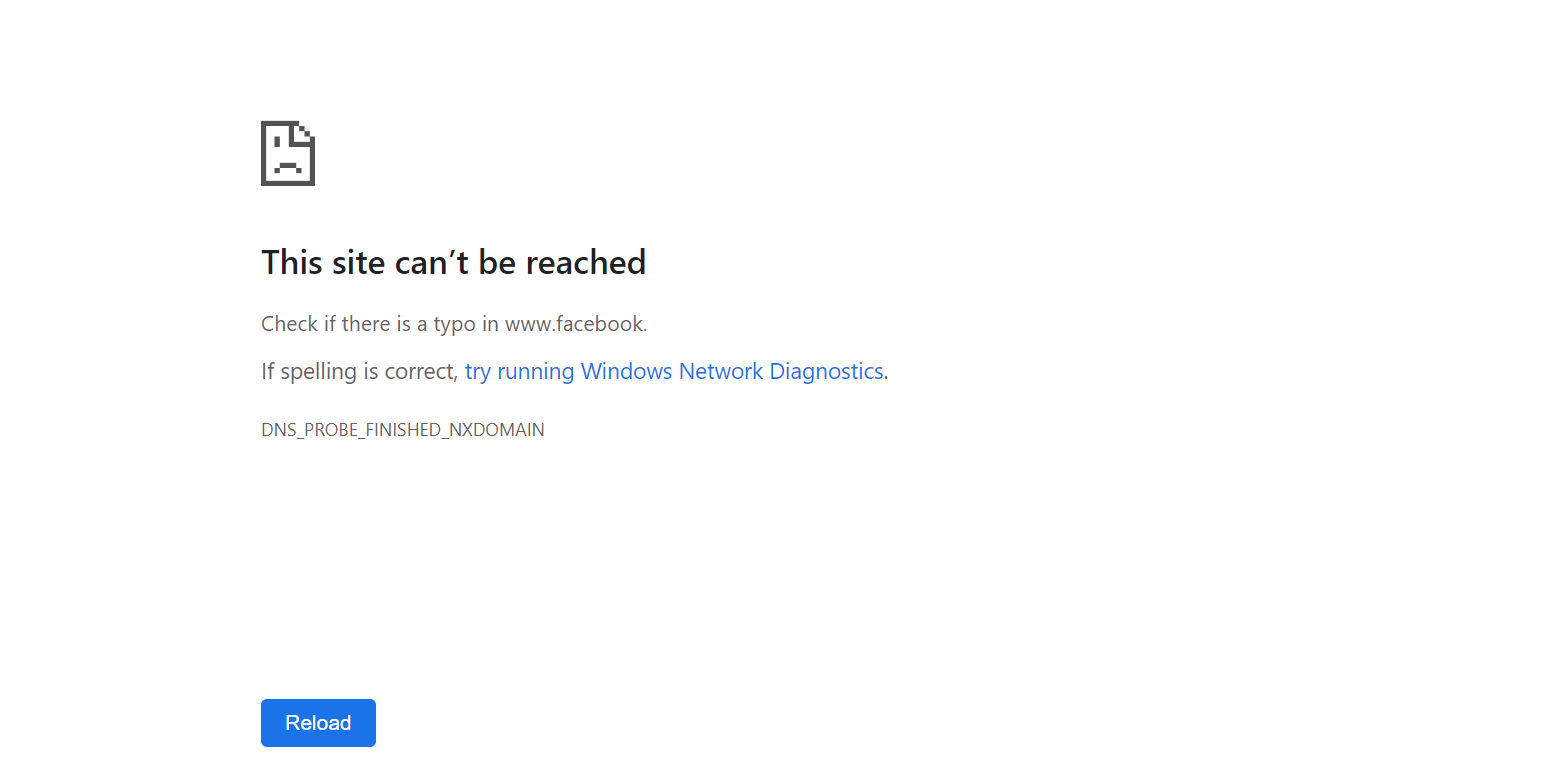 This site can’t be reached
Check if there is a typo in www.facebook.
If spelling is correct, try running Windows Network Diagnostics.
DNS_PROBE_FINISHED_NXDOMAIN
Reload